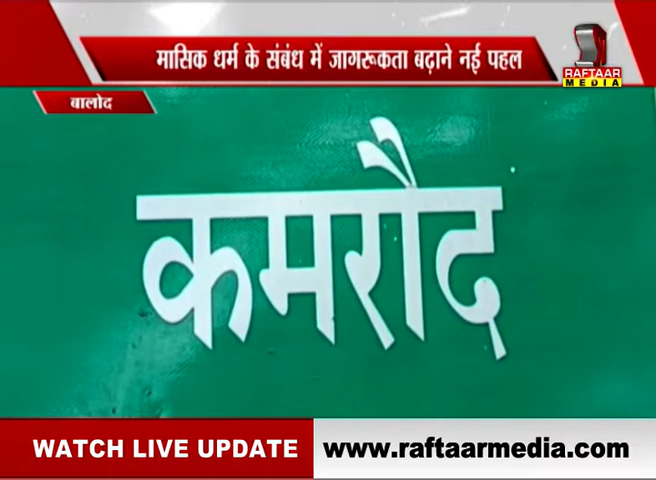 मासिक धर्म के संबंध में जागरूकता बढ़ाने नई पहल
RAFTAAR
MEDIA
बालोद
कमरौद
WATCH LIVE UPDATE
www.raftaarmedia.com